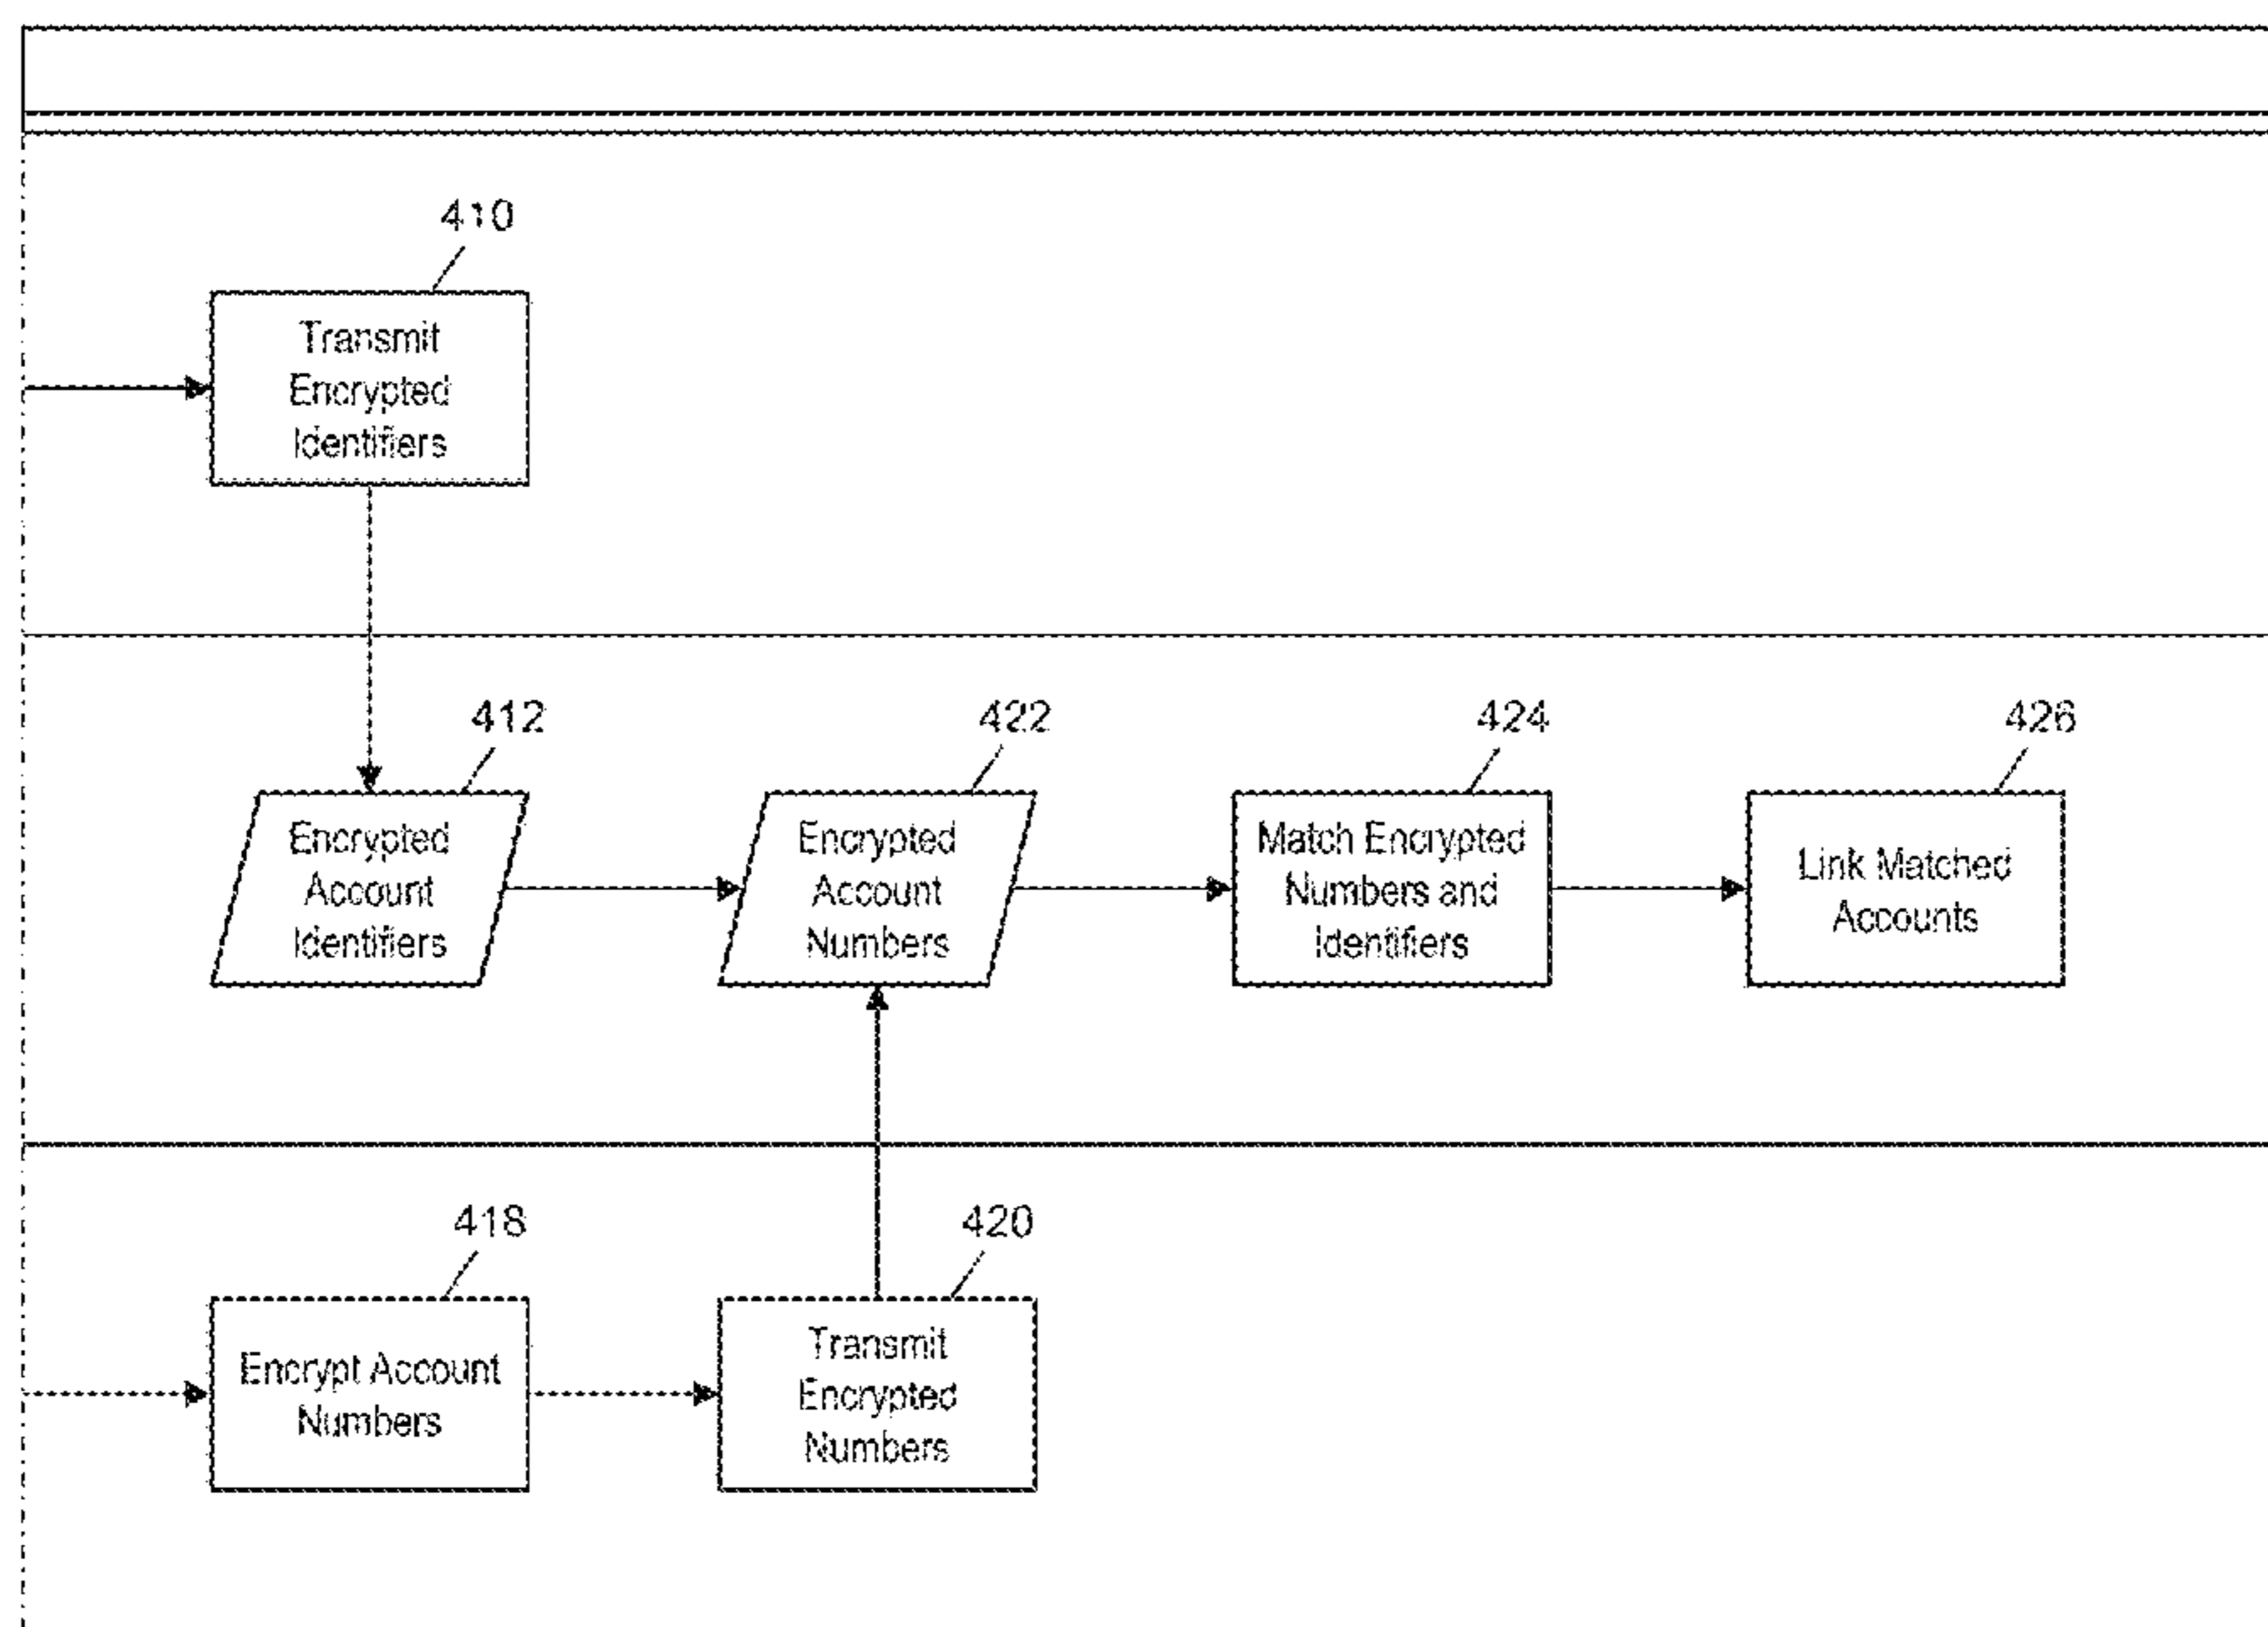 410
Transmit
Encrypted
Identifiers
412
Encrypted
Account
Identifiers
422
Encrypted
Account
Numbers
424
Match Encrypted
Numbers and
Identifiers
426
Link Matched
Accounts
418
Encrypt Account
Numbers
420
Transmit
Encrypted
Numbers